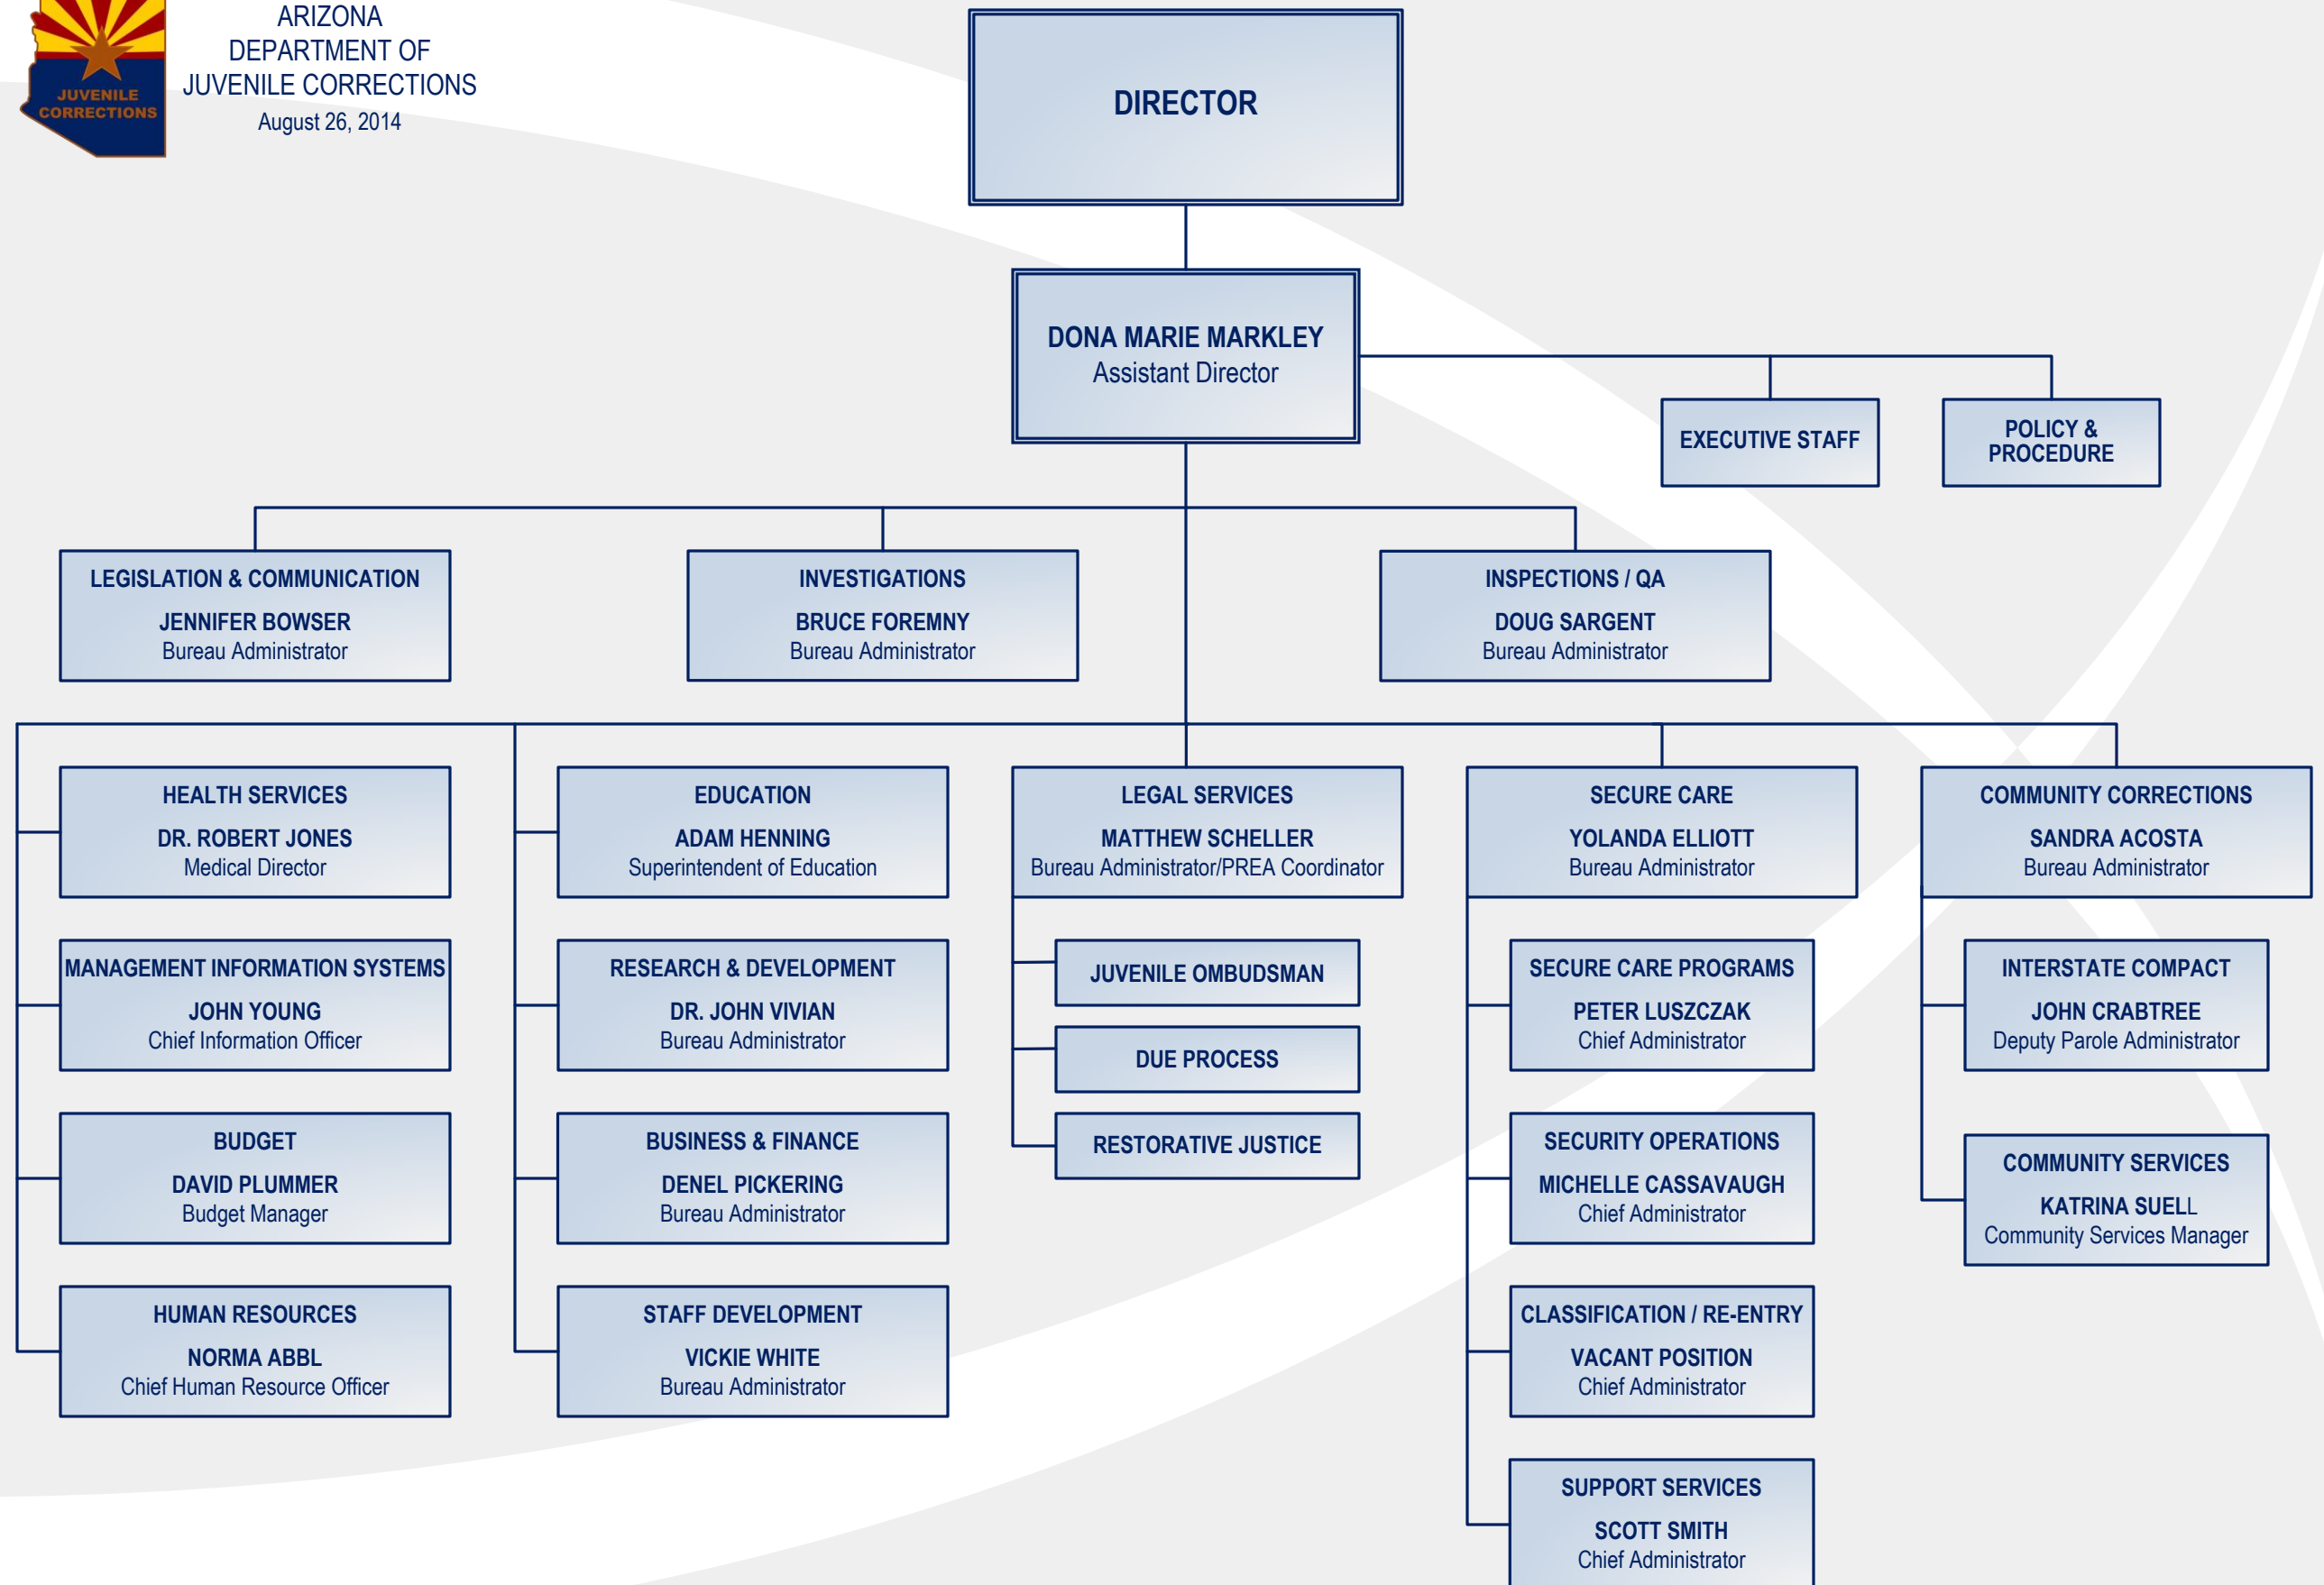 JUVENILE
CORRECTIONS
ARIZONA
DEPARTMENT OF
JUVENILE CORRECTIONS
August 26, 2014
DIRECTOR
DONA MARIE MARKLEY
Assistant Director
EXECUTIVE STAFF
POLICY &
PROCEDURE
LEGISLATION & COMMUNICATION
JENNIFER BOWSER
Bureau Administrator
INVESTIGATIONS
BRUCE FOREMNY
Bureau Administrator
INSPECTIONS / QA
DOUG SARGENT
Bureau Administrator
HEALTH SERVICES
DR. ROBERT JONES
Medical Director
MANAGEMENT INFORMATION SYSTEMS
JOHN YOUNG
Chief Information Officer
BUDGET
DAVID PLUMMER
Budget Manager
HUMAN RESOURCES
NORMA ABBL
Chief Human Resource Officer
EDUCATION
ADAM HENNING
Superintendent of Education
RESEARCH & DEVELOPMENT
DR. JOHN VIVIAN
Bureau Administrator
BUSINESS & FINANCE
DENEL PICKERING
Bureau Administrator
STAFF DEVELOPMENT
VICKIE WHITE
Bureau Administrator
LEGAL SERVICES
MATTHEW SCHELLER
Bureau Administrator/PREA Coordinator
JUVENILE OMBUDSMAN
DUE PROCESS
RESTORATIVE JUSTICE
SECURE CARE
YOLANDA ELLIOTT
Bureau Administrator
SECURE CARE PROGRAMS
PETER LUSZCZAK
Chief Administrator
SECURITY OPERATIONS
MICHELLE CASSAVAUGH
Chief Administrator
CLASSIFICATION / RE-ENTRY
VACANT POSITION
Chief Administrator
SUPPORT SERVICES
SCOTT SMITH
Chief Administrator
COMMUNITY CORRECTIONS
SANDRA ACOSTA
Bureau Administrator
INTERSTATE COMPACT
JOHN CRABTREE
Deputy Parole Administrator
COMMUNITY SERVICES
KATRINA SUELL
Community Services Manager